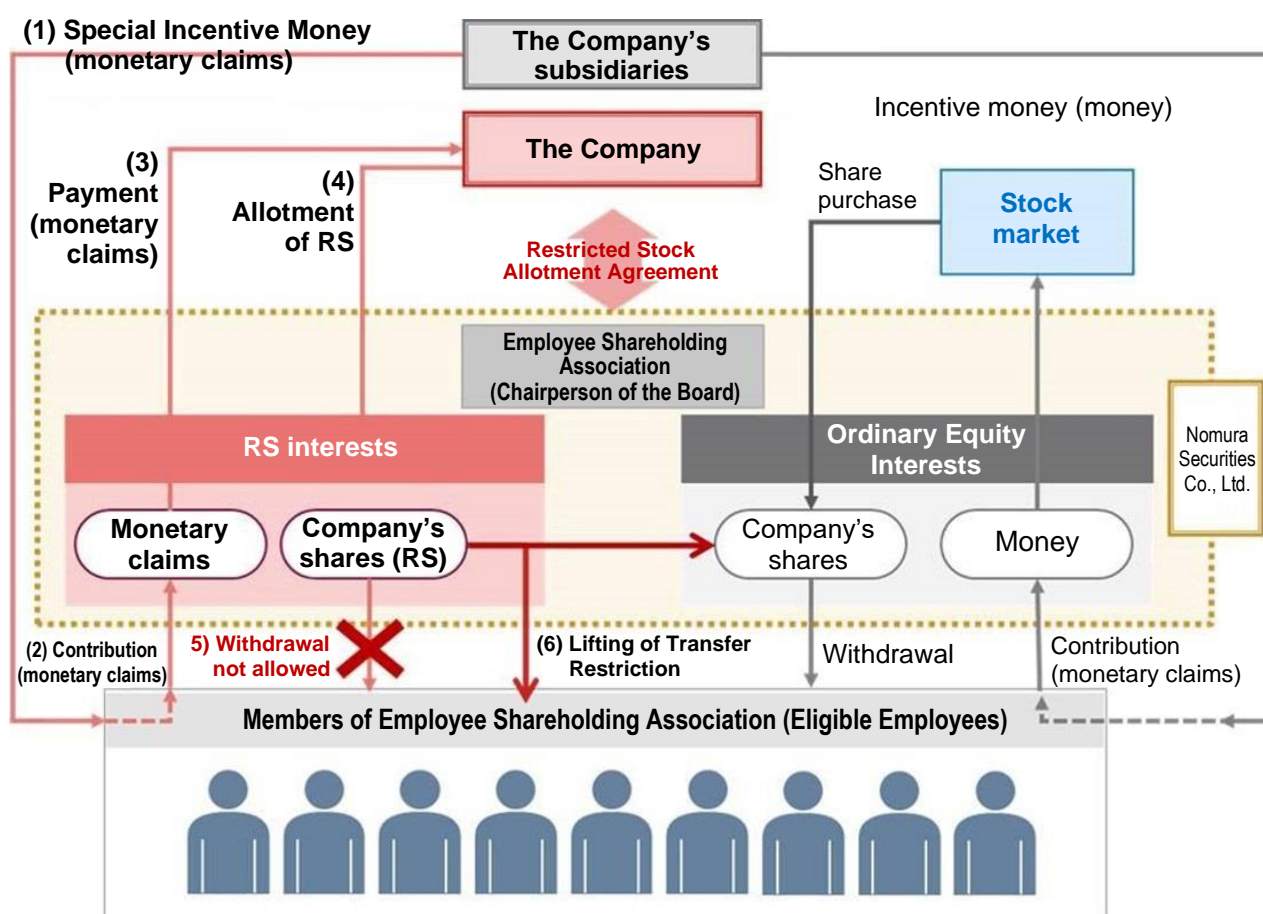 (1) Special Incentive Money
(monetary claims)
The Company's
subsidiaries
Incentive money (money)
The Company
(3)
Payment
(monetary
claims)
(4)
Allotment
of RS
Share
purchase
Stock
market
Restricted Stock
Allotment Agreement
Employee Shareholding
Association
(Chairperson of the Board)
Nomura
Securities
Co., Ltd.
RS interests
Ordinary Equity
Interests
Monetary
claims
Company's
shares (RS)
Company's
shares
Money
(2) Contribution
(monetary claims)
5) Withdrawal
not allowed
(6) Lifting of Transfer
Restriction
Withdrawal
Contribution
(monetary claims)
Members of Employee Shareholding Association (Eligible Employees)